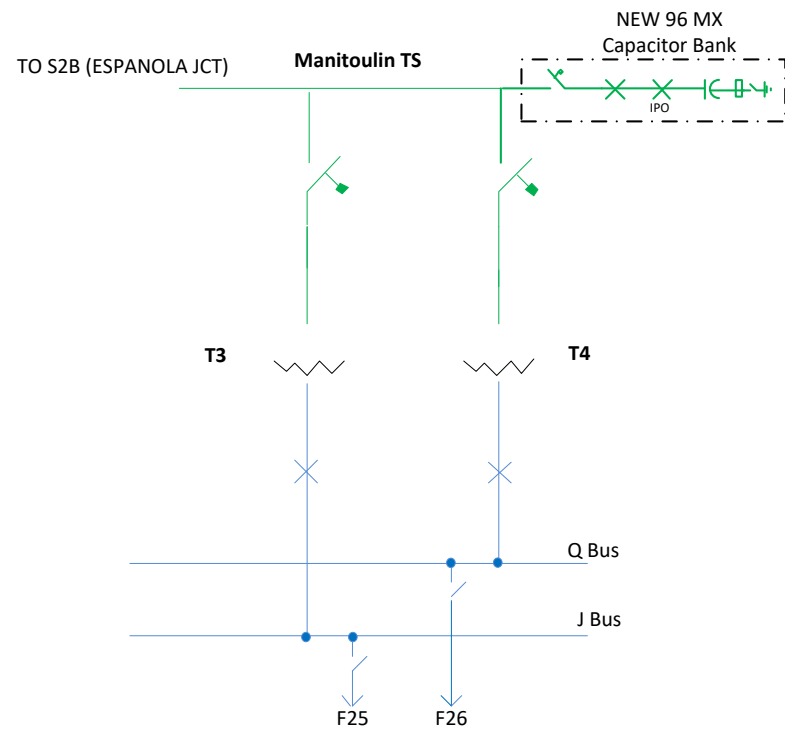 NEW 96 MX
Capacitor Bank
TO S2B (ESPANOLA JCT)
Manitoulin TS
IPO
T3
T4
Q Bus
J Bus
F25
F26